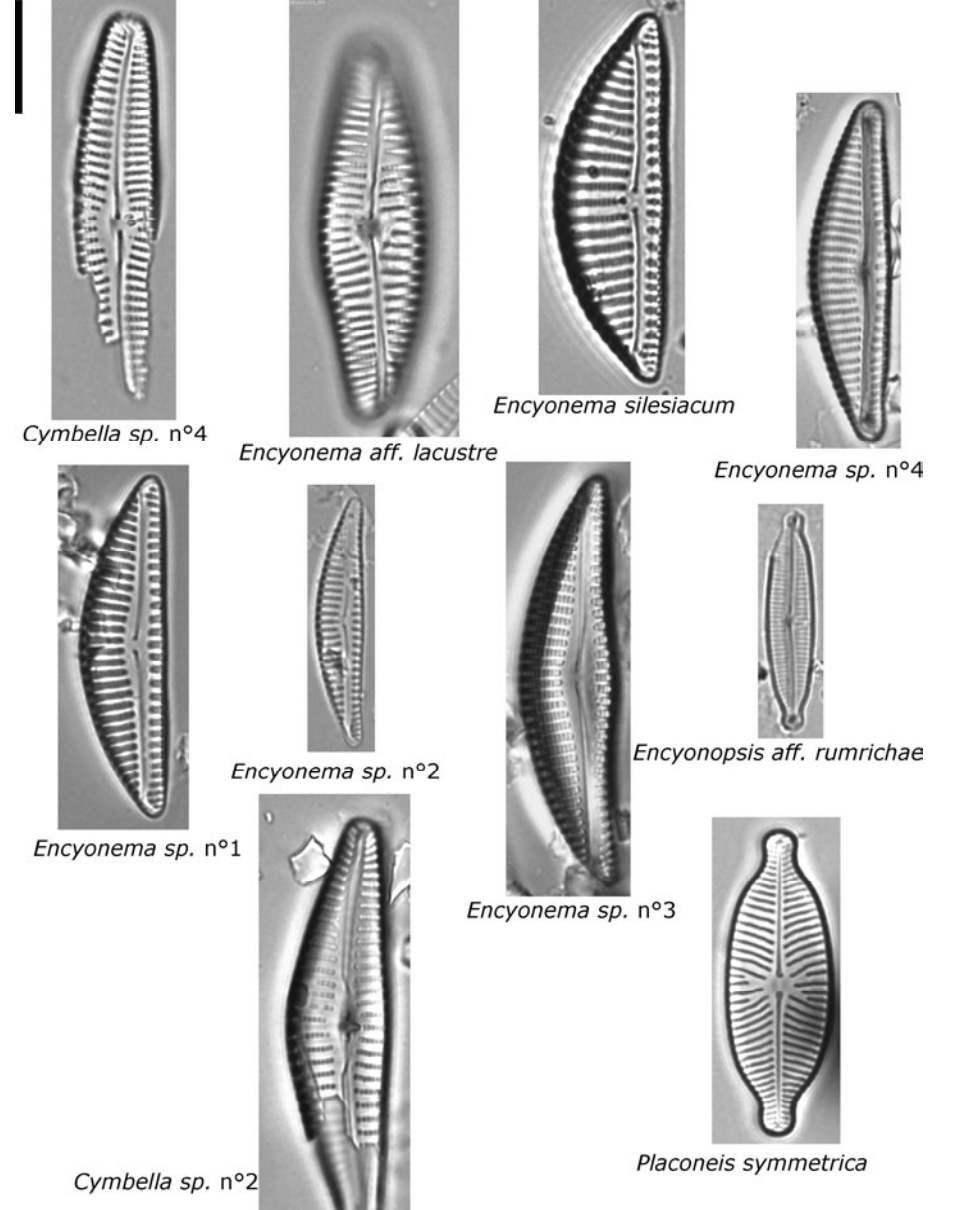 Cymbella sp. n°4
Encyonema aff. lacustre
Encyonema silesiacum
Encyonema sp. n°4
Encyonema sp. n°1
Encyonema sp. n°2
Encyonopsis aff. rumrichae
Encyonema sp. n°3
Cymbella sp. n°2
Placoneis symmetrica